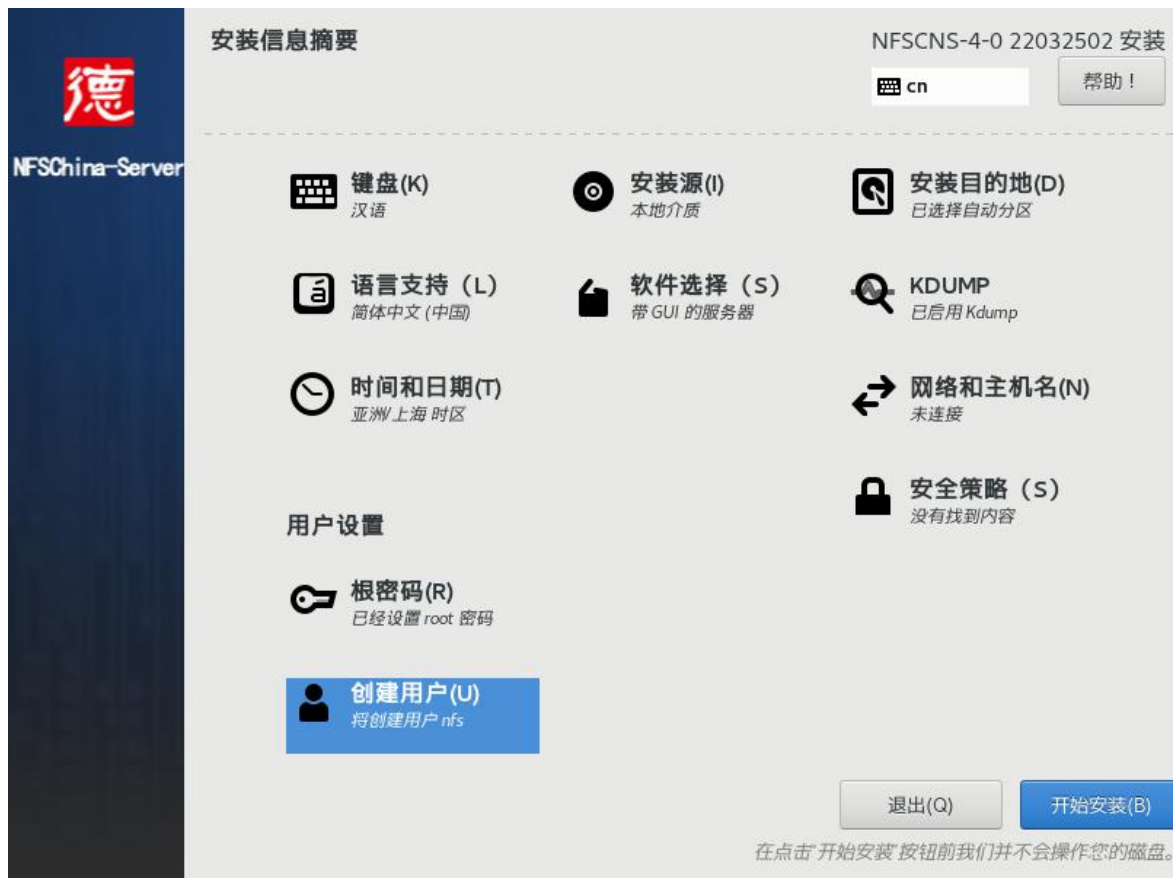 德
NFSChina-Server
安装信息摘要
NFSCNS-4-0 22032502 安装
cn
帮助！
键盘(K)
汉语
安装源(I)
本地介质
安装目的地(D)
已选择自动分区
语言支持（L）
简体中文 (中国)
软件选择（S）
带 GUI 的服务器
KDUMP
已启用 Kdump
时间和日期(T)
亚洲/上海 时区
网络和主机名(N)
未连接
安全策略（S）
没有找到内容
用户设置
根密码(R)
已经设置 root 密码
创建用户(U)
将创建用户 nfs
退出(Q)
开始安装(B)
在点击"开始安装"按钮前我们并不会操作您的磁盘。